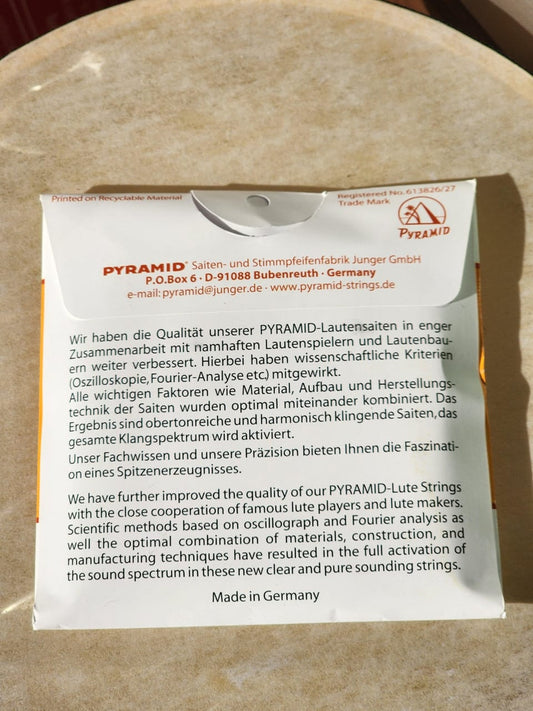 Printed on Recyclable Material
Registered No. 613826/27
Trade Mark
PYRAMID
PYRAMID® Saiten- und Stimmpfeifenfabrik Junger GmbH
P.O.Box 6 · D-91088 Bubenreuth · Germany
e-mail: pyramid@junger.de · www.pyramid-strings.de
Wir haben die Qualität unserer PYRAMID-Lautensaiten in enger
Zusammenarbeit mit namhaften Lautenspielern und Lautenbau-
ern weiter verbessert. Hierbei haben wissenschaftliche Kriterien
(Oszilloskopie, Fourier-Analyse etc) mitgewirkt.
Alle wichtigen Faktoren wie Material, Aufbau und Herstellungs-
technik der Saiten wurden optimal miteinander kombiniert. Das
Ergebnis sind obertonreiche und harmonisch klingende Saiten, das
gesamte Klangspektrum wird aktiviert.
Unser Fachwissen und unsere Präzision bieten Ihnen die Faszinati-
on eines Spitzenerzeugnisses.
We have further improved the quality of our PYRAMID-Lute Strings
with the close cooperation of famous lute players and lute makers.
Scientific methods based on oscillograph and Fourier analysis as
well the optimal combination of materials, construction, and
manufacturing techniques have resulted in the full activation of
the sound spectrum in these new clear and pure sounding strings.
Made in Germany